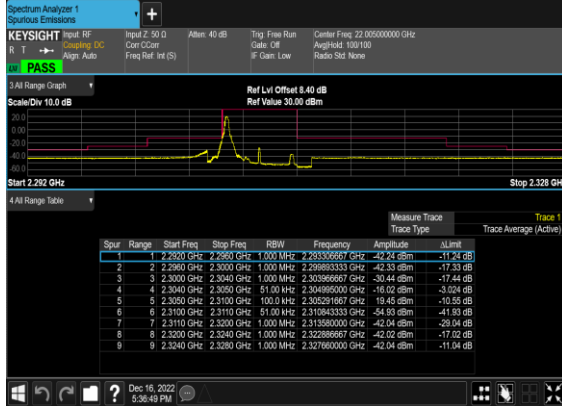 Spectrum Analyzer 1
Spurious Emissions
+
KEYSIGHT Input: RF Input Z: 50 Ω Atten: 40 dB Trig: Free Run Center Freq: 22.005000000 GHz
R T Coupling: DC Corr CCorr Gate: Off Avg|Hold: 100/100
Align: Auto Freq Ref: Int (S) IF Gain: Low Radio Std: None
PASS
3 All Range Graph
Ref Lvl Offset 8.40 dB
Scale/Div 10.0 dB Ref Value 30.00 dBm
20.0
0.00
-20.0
-40.0
-60.0
Start 2.292 GHz Stop 2.328 GH
4 All Range Table
Measure Trace Trace 1
Trace Type Trace Average (Active)
Spur Range Start Freq Stop Freq RBW Frequency Amplitude ΔLimit
1 1 2.2920 GHz 2.2960 GHz 1.000 MHz 2.293306667 GHz -42.24 dBm -11.24 dB
2 2 2.2960 GHz 2.3000 GHz 1.000 MHz 2.299893333 GHz -42.33 dBm -17.33 dB
3 3 2.3000 GHz 2.3040 GHz 1.000 MHz 2.303966667 GHz -30.44 dBm -17.44 dB
4 4 2.3040 GHz 2.3050 GHz 51.00 kHz 2.304995000 GHz -16.02 dBm -3.024 dB
5 5 2.3050 GHz 2.3100 GHz 100.0 kHz 2.305291667 GHz 19.45 dBm -10.55 dB
6 6 2.3100 GHz 2.3110 GHz 51.00 kHz 2.310843333 GHz -54.93 dBm -41.93 dB
7 7 2.3110 GHz 2.3200 GHz 1.000 MHz 2.313580000 GHz -42.04 dBm -29.04 dB
8 8 2.3200 GHz 2.3240 GHz 1.000 MHz 2.322886667 GHz -42.02 dBm -17.02 dB
9 9 2.3240 GHz 2.3280 GHz 1.000 MHz 2.327660000 GHz -42.04 dBm -11.04 dB
? Dec 16, 2022
5:36:49 PM